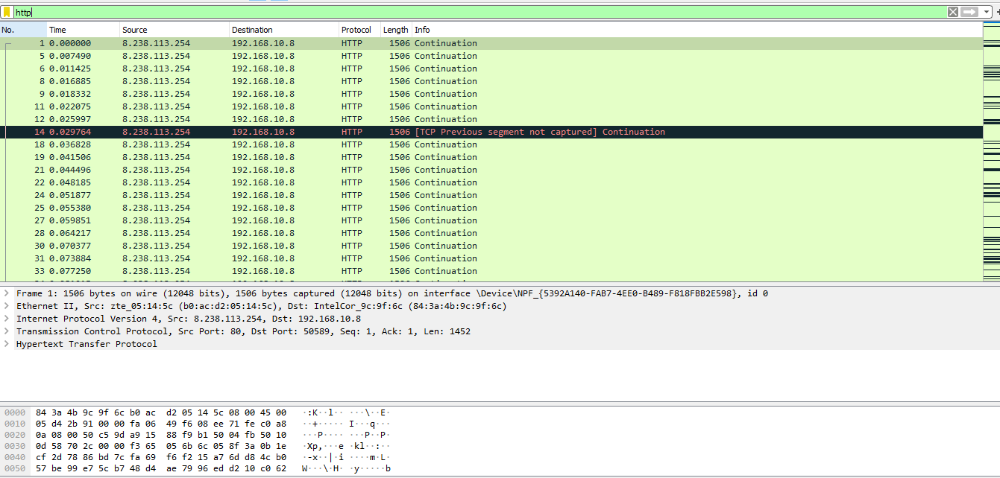 http
No. Time Source Destination Protocol Length Info
1 0.000000 8.238.113.254 192.168.10.8 HTTP 1506 Continuation
5 0.007490 8.238.113.254 192.168.10.8 HTTP 1506 Continuation
6 0.011425 8.238.113.254 192.168.10.8 HTTP 1506 Continuation
8 0.016885 8.238.113.254 192.168.10.8 HTTP 1506 Continuation
9 0.018332 8.238.113.254 192.168.10.8 HTTP 1506 Continuation
11 0.022075 8.238.113.254 192.168.10.8 HTTP 1506 Continuation
12 0.025997 8.238.113.254 192.168.10.8 HTTP 1506 Continuation
14 0.029764 8.238.113.254 192.168.10.8 HTTP 1506 [TCP Previous segment not captured] Continuation
18 0.036828 8.238.113.254 192.168.10.8 HTTP 1506 Continuation
19 0.041506 8.238.113.254 192.168.10.8 HTTP 1506 Continuation
21 0.044496 8.238.113.254 192.168.10.8 HTTP 1506 Continuation
22 0.048185 8.238.113.254 192.168.10.8 HTTP 1506 Continuation
24 0.051877 8.238.113.254 192.168.10.8 HTTP 1506 Continuation
25 0.055380 8.238.113.254 192.168.10.8 HTTP 1506 Continuation
27 0.059851 8.238.113.254 192.168.10.8 HTTP 1506 Continuation
28 0.064217 8.238.113.254 192.168.10.8 HTTP 1506 Continuation
30 0.070377 8.238.113.254 192.168.10.8 HTTP 1506 Continuation
31 0.073884 8.238.113.254 192.168.10.8 HTTP 1506 Continuation
33 0.077250 8.238.113.254 192.168.10.8 HTTP 1506 Continuation
Frame 1: 1506 bytes on wire (12048 bits), 1506 bytes captured (12048 bits) on interface \Device\NPF_{5392A140-FAB7-4EE0-B489-F818FBB2E598}, id 0
Ethernet II, Src: zte_05:14:5c (b0:ac:d2:05:14:5c), Dst: IntelCor_9c:9f:6c (84:3a:4b:9c:9f:6c)
Internet Protocol Version 4, Src: 8.238.113.254, Dst: 192.168.10.8
Transmission Control Protocol, Src Port: 80, Dst Port: 50589, Seq: 1, Ack: 1, Len: 1452
Hypertext Transfer Protocol
0000 84 3a 4b 9c 9f 6c b0 ac d2 05 14 5c 08 00 45 00 ·:K··l·· ···\··E·
0010 05 d4 2b 91 00 00 fa 06 49 f6 08 ee 71 fe c0 a8 ··+····· I···q···
0020 0a 08 00 50 c5 9d a9 15 88 f9 b1 50 04 fb 50 10 ···P···· ···P··P·
0030 0d 58 70 2c 00 00 f3 65 05 6b 6c 05 8f 3a 0b 1e ·Xp,···e ·kl··:··
0040 cf 2d 78 86 bd 7c fa 69 f6 f2 15 a7 6d d8 4c b0 ·-x··|·i ····m·L·
0050 57 be 99 e7 5c b7 48 d4 ae 79 96 ed d2 10 c0 62 W···\·H· ·y·····b